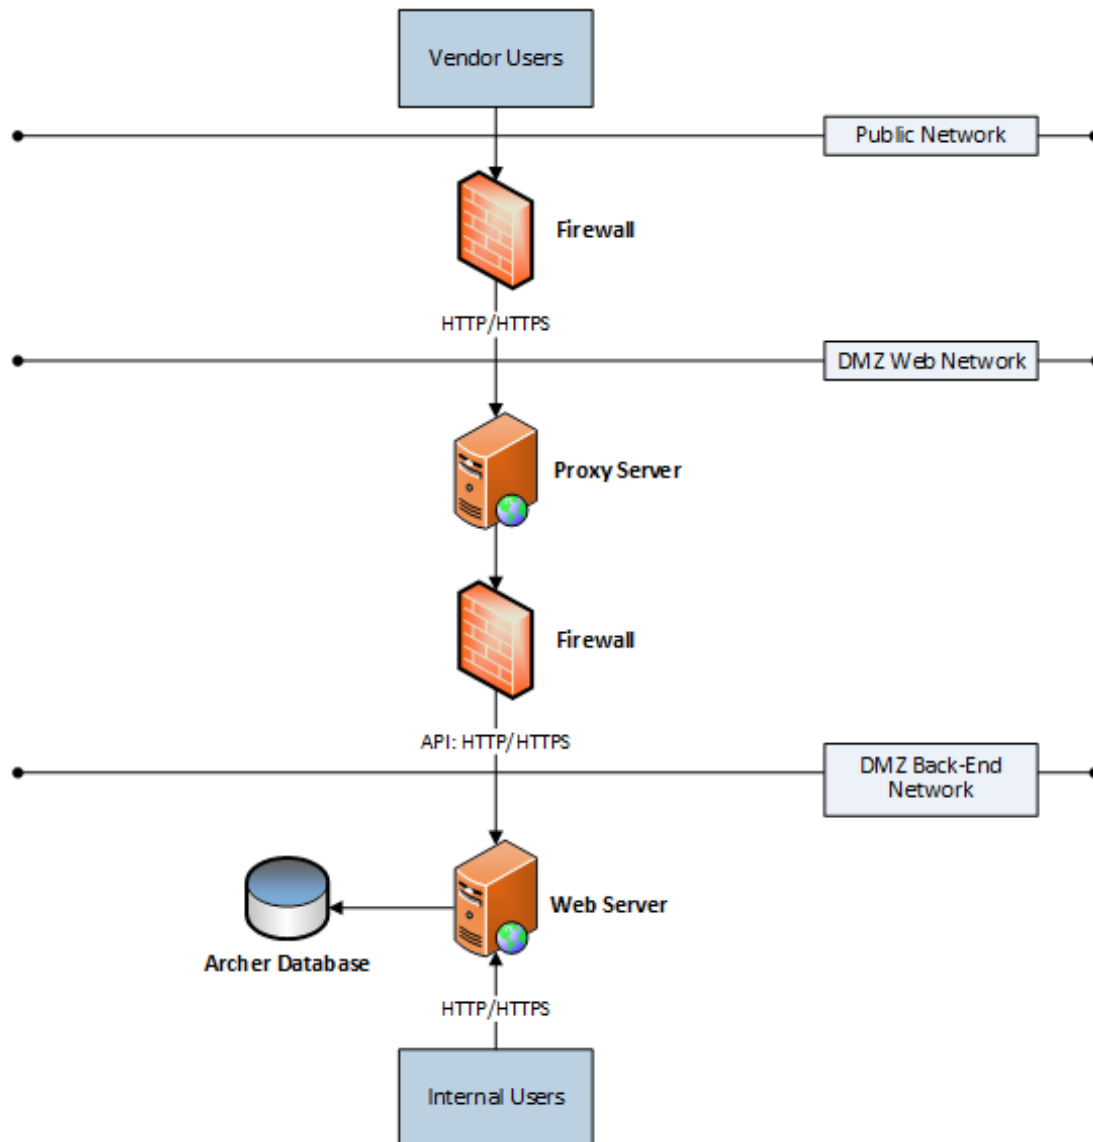 Vendor Users
Public Network
Firewall
HTTP/HTTPS
DMZ Web Network
Proxy Server
Firewall
API: HTTP/HTTPS
DMZ Back-End
Network
Web Server
Archer Database
HTTP/HTTPS
Internal Users